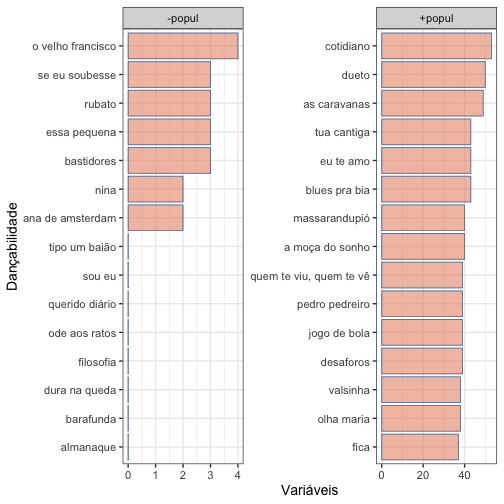 -popul
o velho francisco
se eu soubesse
rubato
essa pequena
bastidores
nina
ana de amsterdam
tipo um baião
sou eu
querido diário
ode aos ratos
filosofia
dura na queda
barafunda
almanaque
0 1 2 3 4
+popul
cotidiano
dueto
as caravanas
tua cantiga
eu te amo
blues pra bia
massarandupió
a moça do sonho
quem te viu, quem te vê
pedro pedreiro
jogo de bola
desaforos
valsinha
olha maria
fica
0 20 40
Dançabilidade
Variáveis